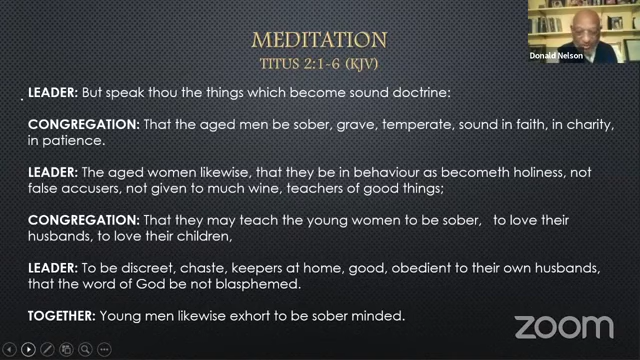 MEDITATION
TITUS 2:1-6 (KJV)
Donald Nelson
LEADER: But speak thou the things which become sound doctrine:
CONGREGATION: That the aged men be sober, grave, temperate, sound in faith, in charity,
in patience.
LEADER: The aged women likewise, that they be in behaviour as becometh holiness, not
false accusers, not given to much wine, teachers of good things;
CONGREGATION: That they may teach the young women to be sober, to love their
husbands, to love their children,
LEADER: To be discreet, chaste, keepers at home, good, obedient to their own husbands,
that the word of God be not blasphemed.
TOGETHER: Young men likewise exhort to be sober minded.
zoom